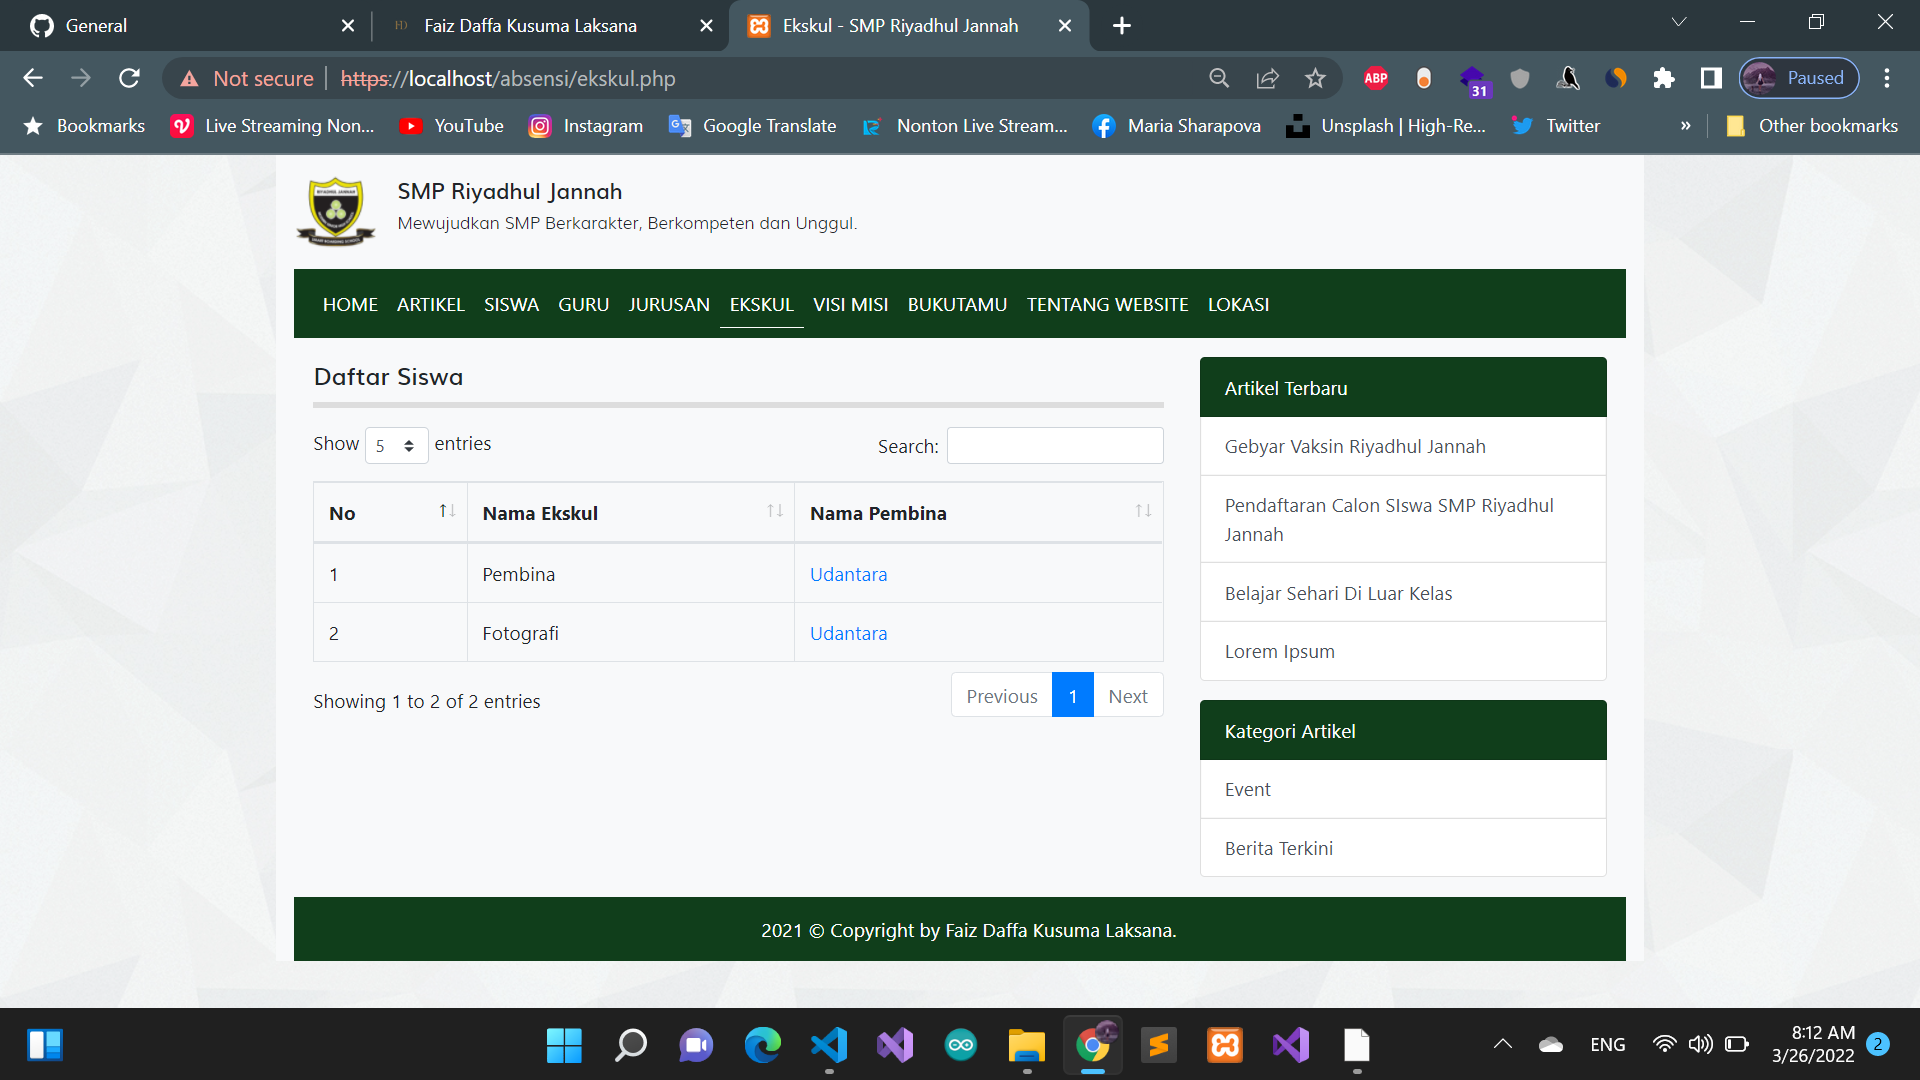 General
Faiz Daffa Kusuma Laksana
Ekskul - SMP Riyadhul Jannah
Not secure
https://localhost/absensi/ekskul.php
ABP
31
Paused
Bookmarks
Live Streaming Non...
YouTube
Instagram
Google Translate
Nonton Live Stream...
Maria Sharapova
Unsplash | High-Re...
Twitter
»
Other bookmarks
SMP Riyadhul Jannah
Mewujudkan SMP Berkarakter, Berkompeten dan Unggul.
HOME ARTIKEL SISWA GURU JURUSAN EKSKUL VISI MISI BUKUTAMU TENTANG WEBSITE LOKASI
Daftar Siswa
Show 5 entries
Search:
No Nama Ekskul Nama Pembina
1 Pembina Udantara
2 Fotografi Udantara
Showing 1 to 2 of 2 entries
Previous 1 Next
Artikel Terbaru
Gebyar Vaksin Riyadhul Jannah
Pendaftaran Calon SIswa SMP Riyadhul
Jannah
Belajar Sehari Di Luar Kelas
Lorem Ipsum
Kategori Artikel
Event
Berita Terkini
2021 © Copyright by Faiz Daffa Kusuma Laksana.
ENG
8:12 AM
3/26/2022
2